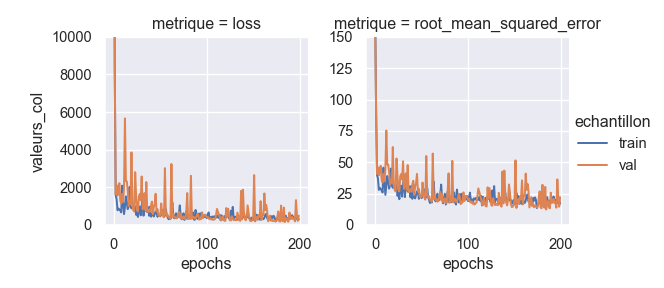 metrique = loss
metrique = root_mean_squared_error
valeurs_col
10000
8000
6000
4000
2000
0
150
125
100
75
50
25
0
echantillon
train
val
0 100 200
0 100 200
epochs
epochs